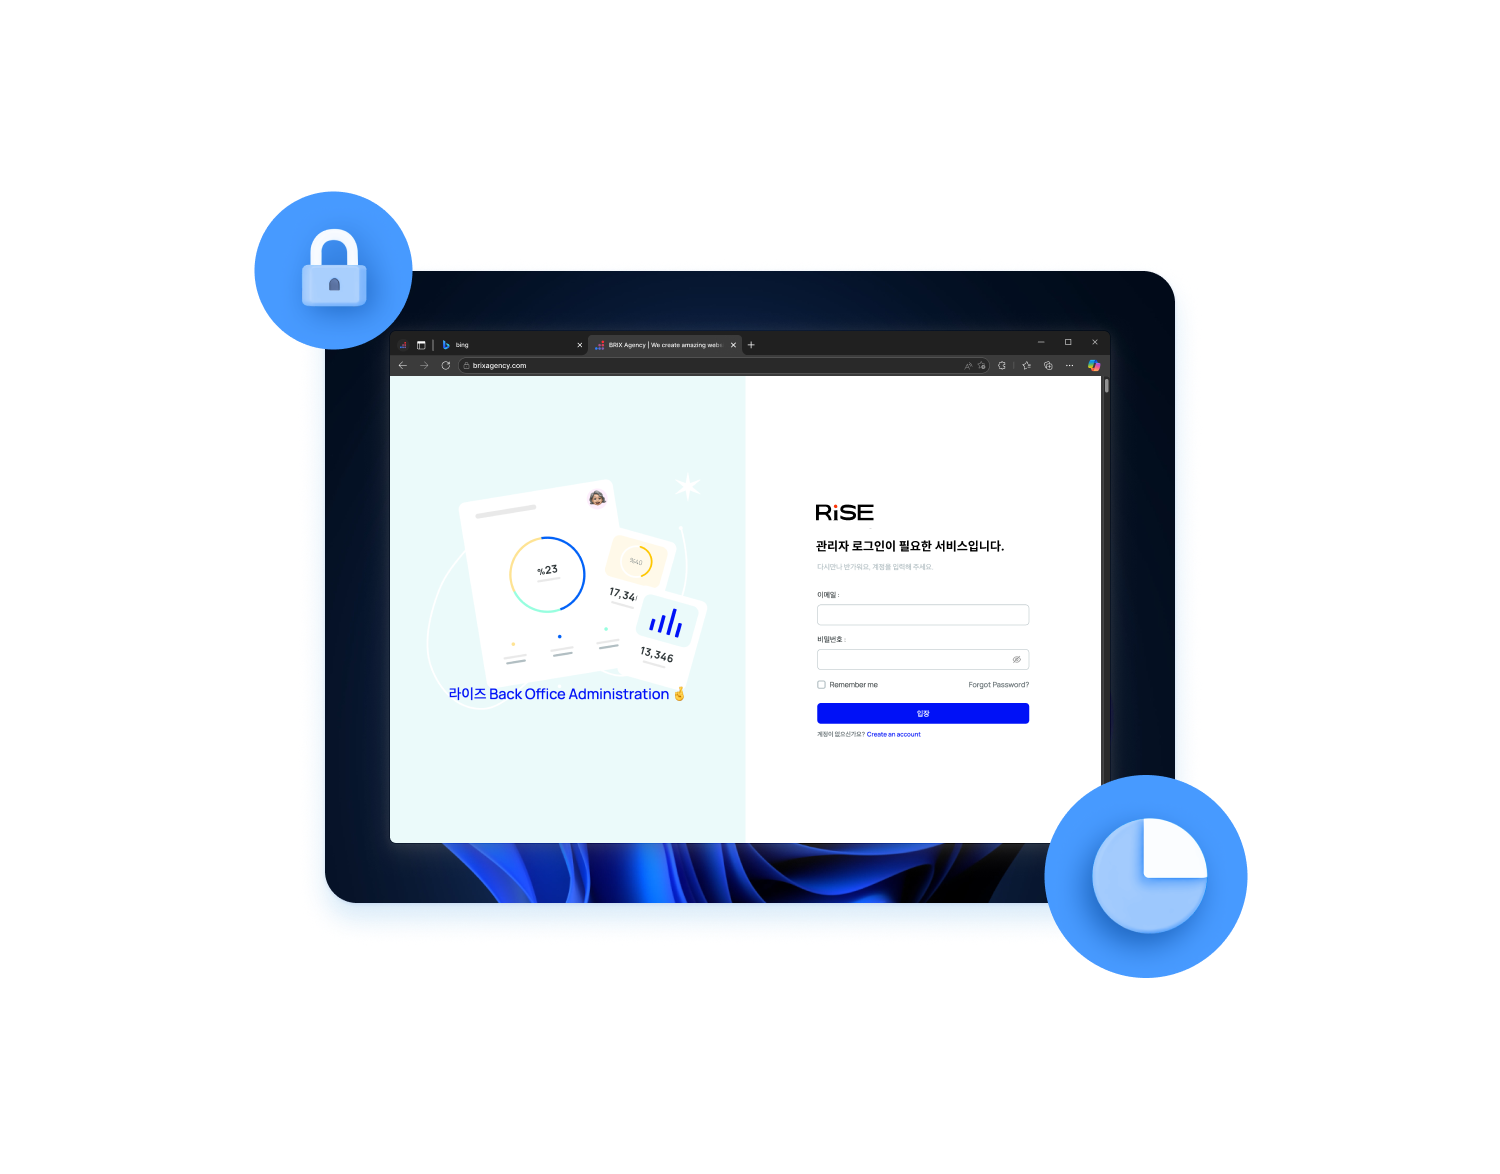 bing
BRIX Agency | We create amazing webs
brixagency.com
%23
%40
17,34
13,346
라이즈 Back Office Administration 🤞
RiSE
관리자 로그인이 필요한 서비스입니다.
다시만나 반가워요. 계정을 입력해 주세요.
이메일 :
비밀번호 :
Remember me
Forgot Password?
입장
계정이 없으신가요? Create an account